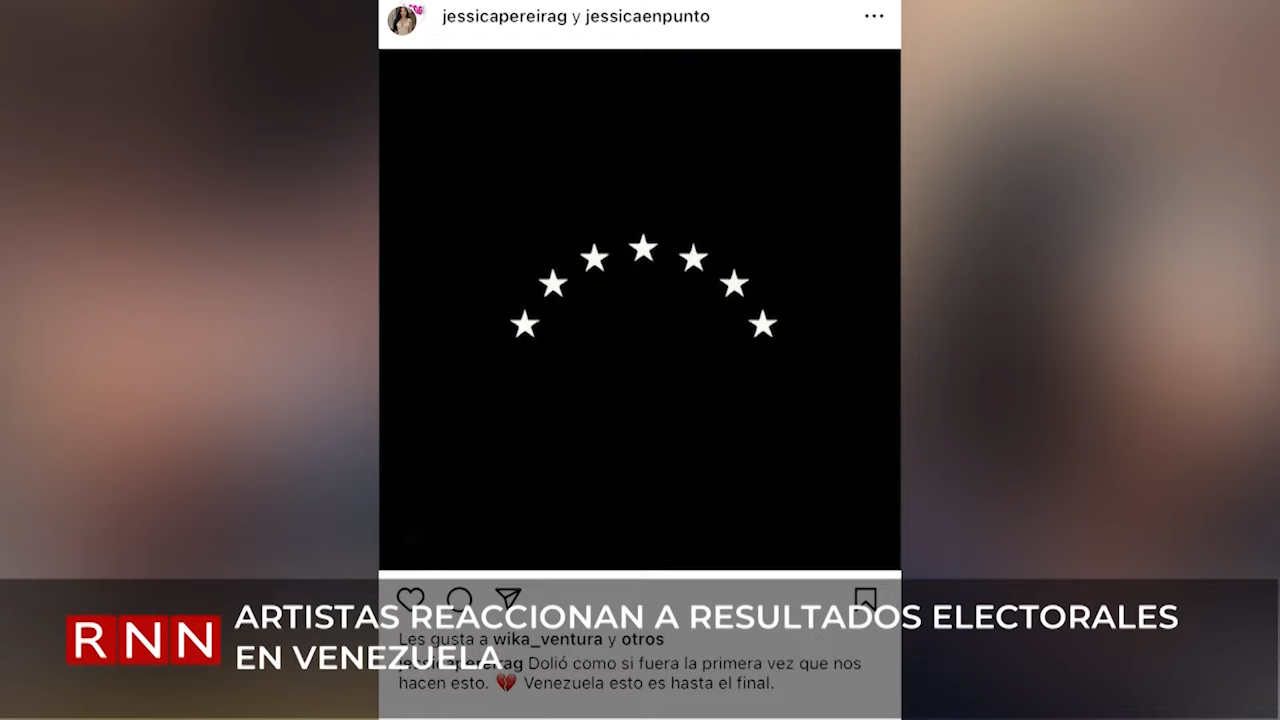 jessicapereirag y jessicaenpunto
ARTISTAS REACCIONAN A RESULTADOS ELECTORALES
EN VENEZUELA
RNN
Les gusta a wika_ventura y otros
jessicapereirag Dolió como si fuera la primera vez que nos
hacen esto. 💔 Venezuela esto es hasta el final.